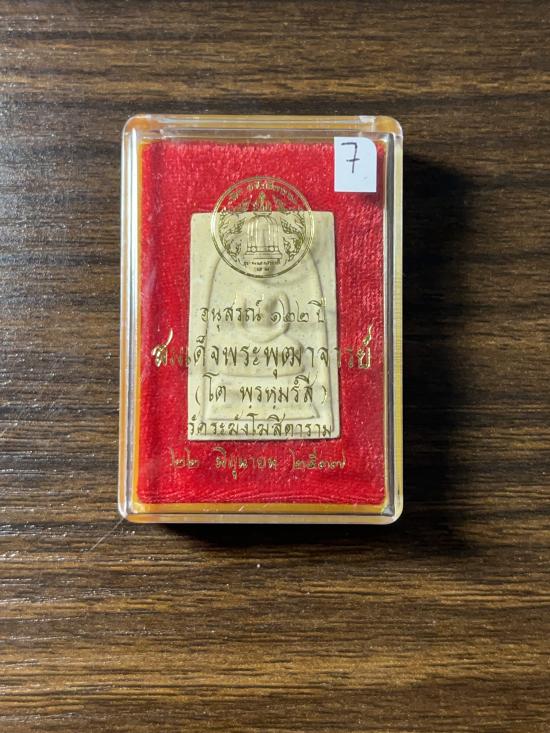 7
อนุสรณ์ ๑๒๒ ปี
สมเด็จพระพุฒาจารย์
(โต พรหมรํสี)
วัดระฆังโฆสิตาราม
๒๒ มิถุนายน ๒๕๓๗